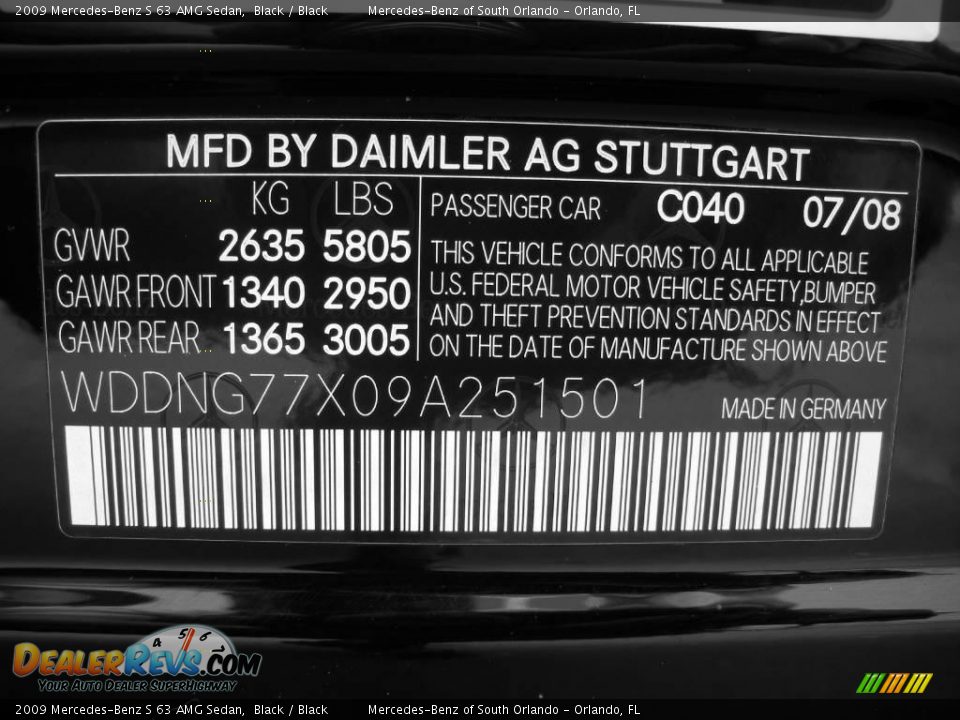 2009 Mercedes-Benz S 63 AMG Sedan,  Black / Black        Mercedes-Benz of South Orlando - Orlando, FL
MFD BY DAIMLER AG STUTTGART
KG LBS
GVWR 2635 5805
GAWR FRONT 1340 2950
GAWR REAR 1365 3005
PASSENGER CAR C040 07/08
THIS VEHICLE CONFORMS TO ALL APPLICABLE
U.S. FEDERAL MOTOR VEHICLE SAFETY,BUMPER
AND THEFT PREVENTION STANDARDS IN EFFECT
ON THE DATE OF MANUFACTURE SHOWN ABOVE
WDDNG77X09A251501
MADE IN GERMANY
4 5 6 7
DEALERREVS.COM
YOUR AUTO DEALER SUPERHIGHWAY
2009 Mercedes-Benz S 63 AMG Sedan,  Black / Black        Mercedes-Benz of South Orlando - Orlando, FL